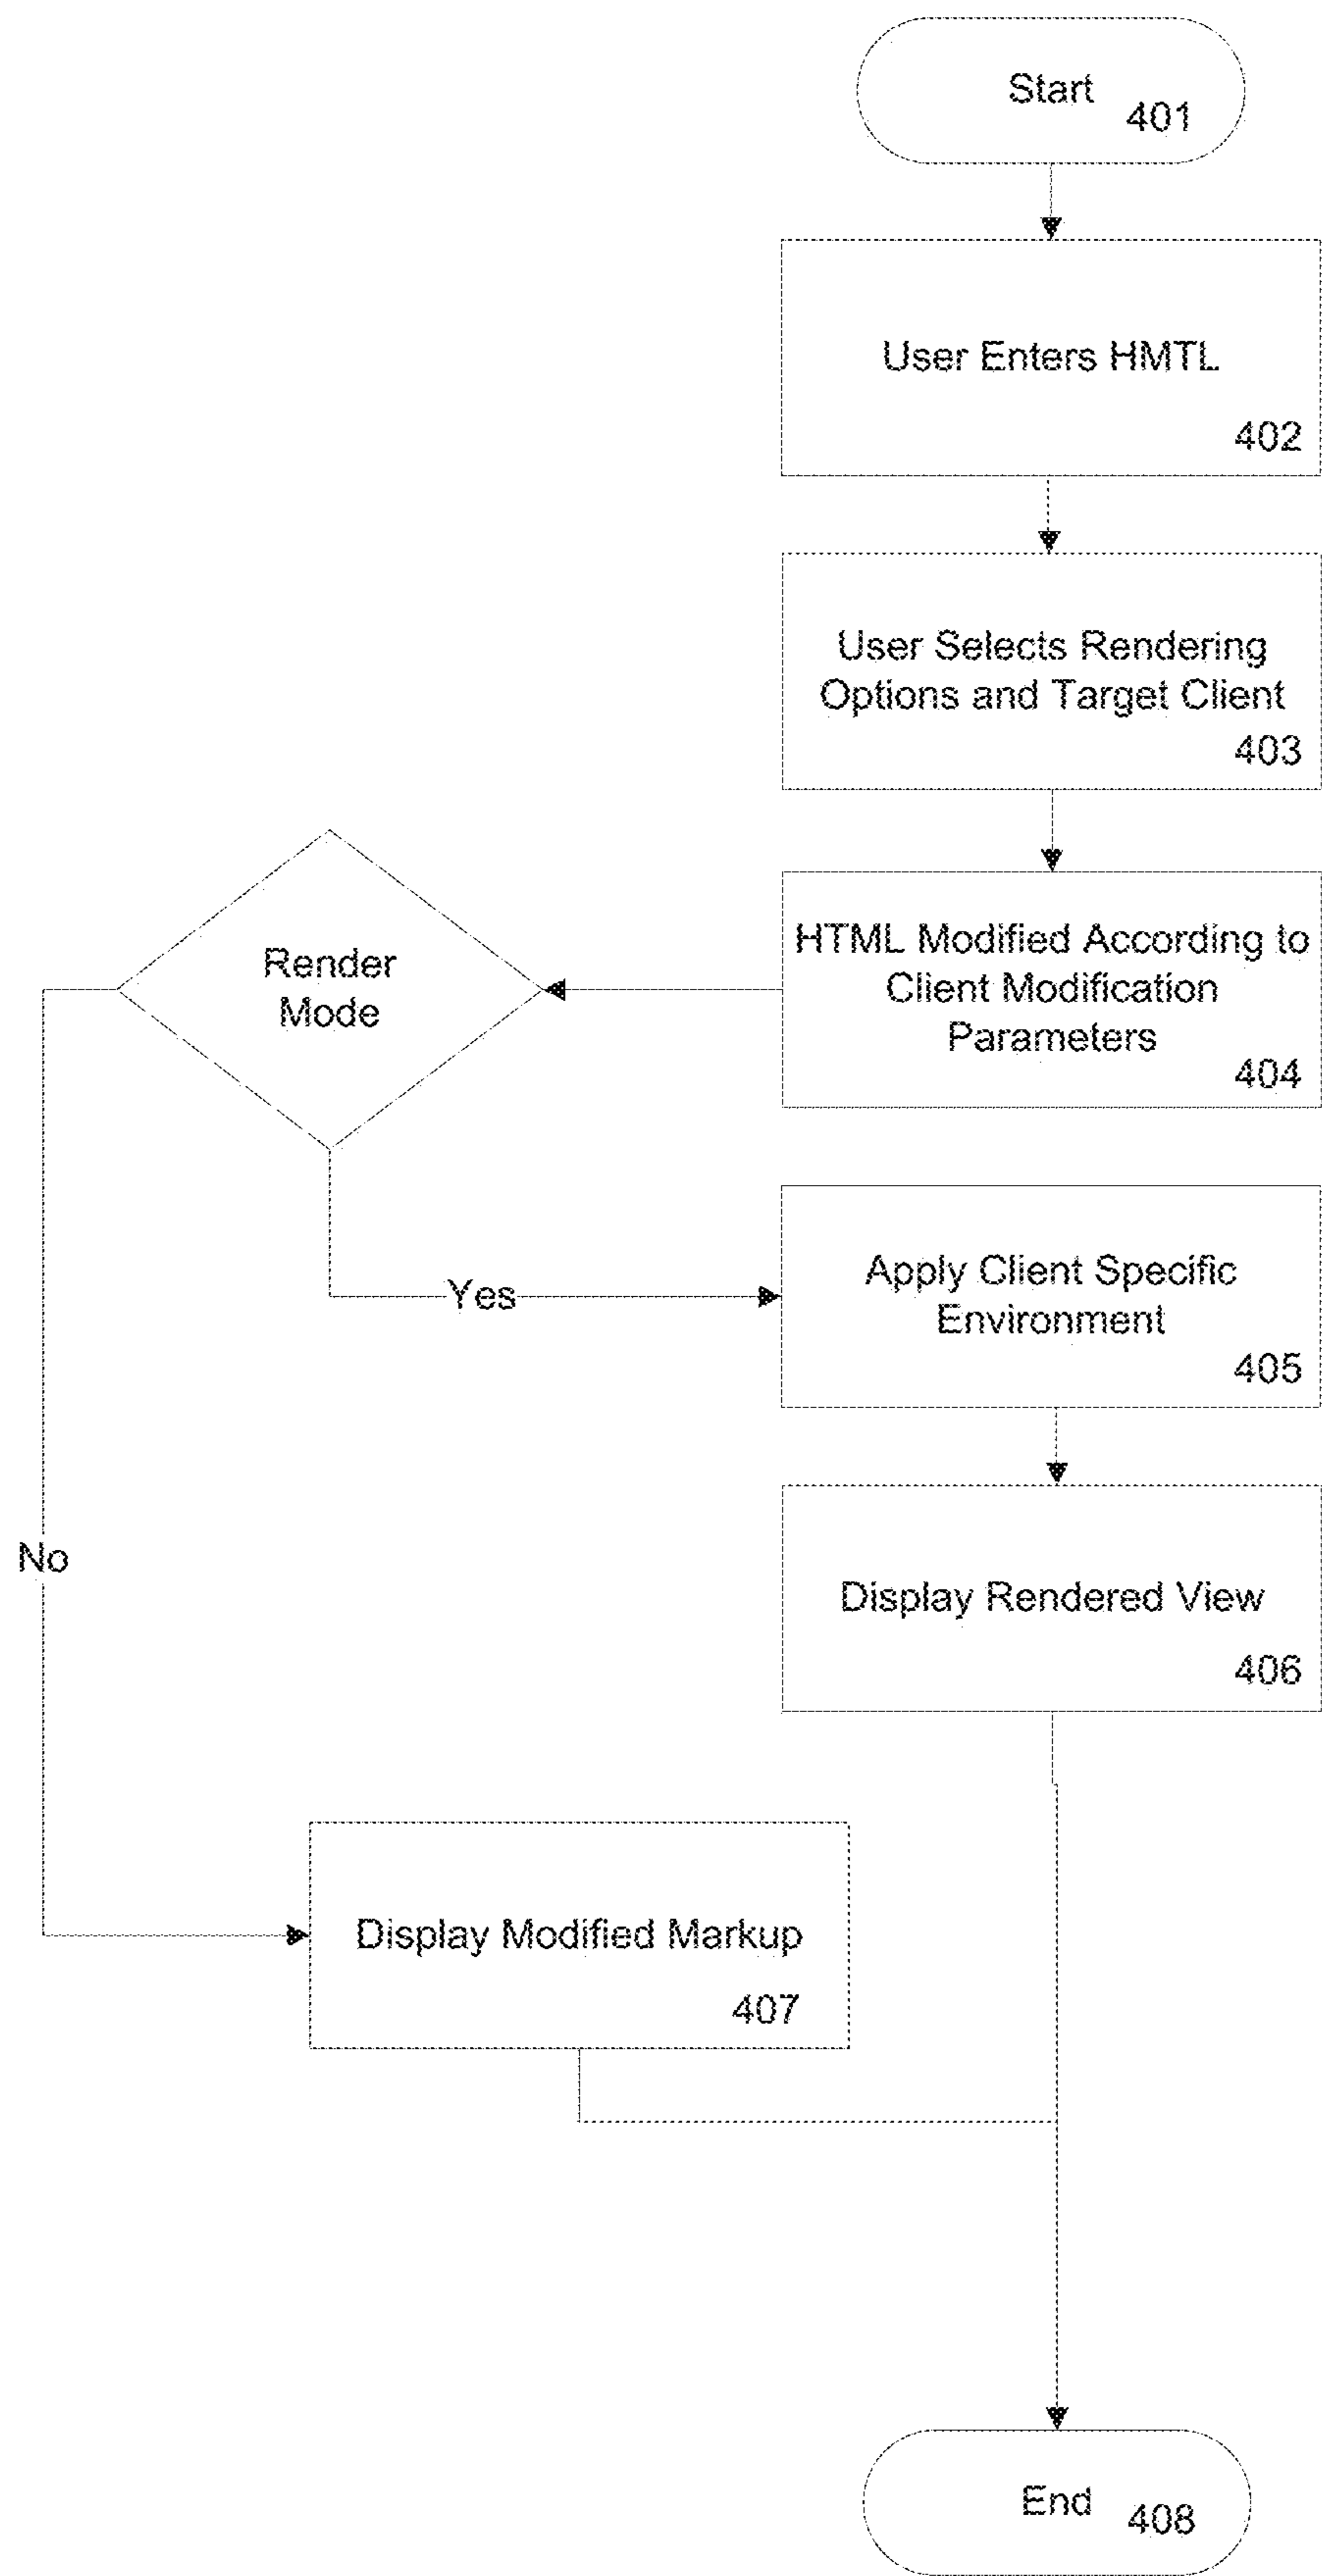 Start
401
User Enters HMTL
402
User Selects Rendering
Options and Target Client
403
HTML Modified According to
Client Modification
Parameters
404
Render
Mode
Yes
Apply Client Specific
Environment
405
No
Display Rendered View
406
Display Modified Markup
407
End
408